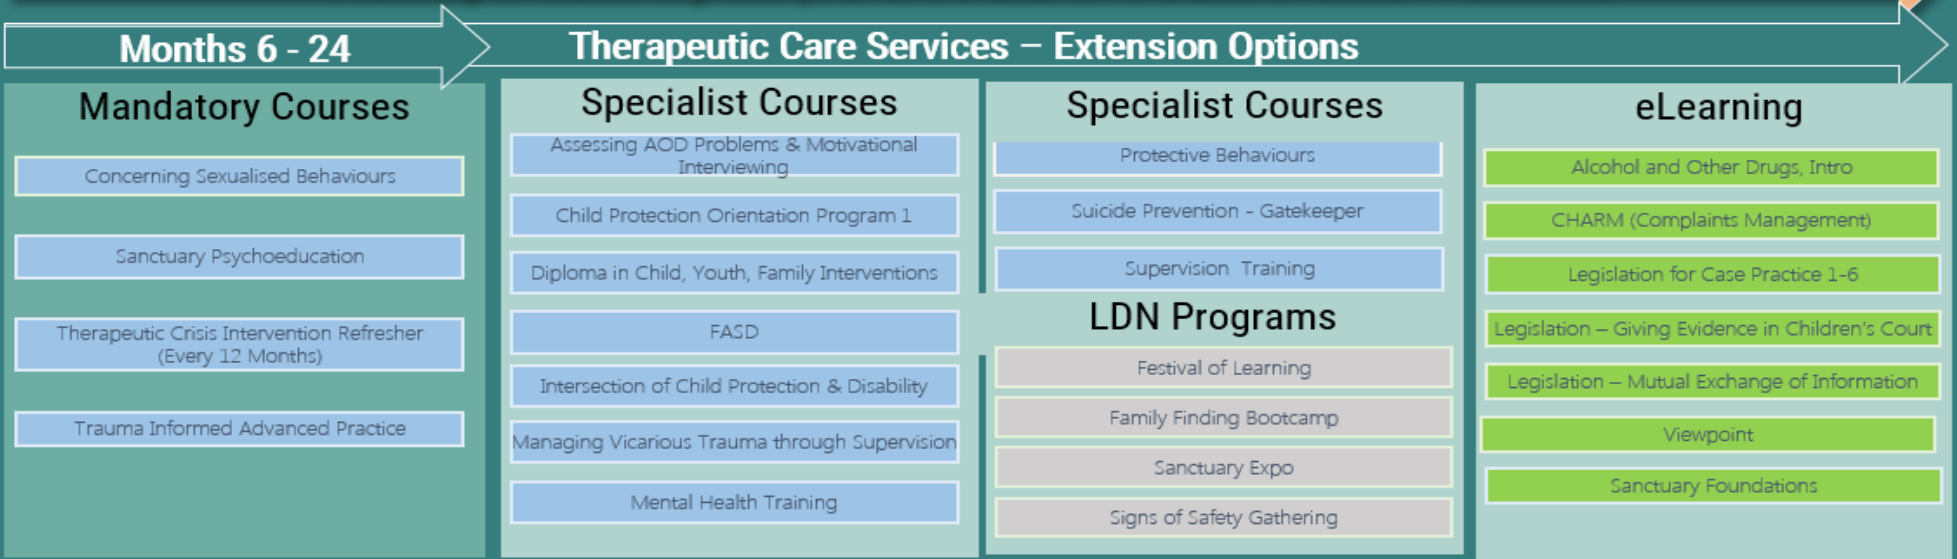 Months 6 - 24
Therapeutic Care Services – Extension Options
Mandatory Courses
Concerning Sexualised Behaviours
Sanctuary Psychoeducation
Therapeutic Crisis Intervention Refresher
(Every 12 Months)
Trauma Informed Advanced Practice
Specialist Courses
Assessing AOD Problems & Motivational
Interviewing
Child Protection Orientation Program 1
Diploma in Child, Youth, Family Interventions
FASD
Intersection of Child Protection & Disability
Managing Vicarious Trauma through Supervision
Mental Health Training
Specialist Courses
Protective Behaviours
Suicide Prevention - Gatekeeper
Supervision Training
LDN Programs
Festival of Learning
Family Finding Bootcamp
Sanctuary Expo
Signs of Safety Gathering
eLearning
Alcohol and Other Drugs, Intro
CHARM (Complaints Management)
Legislation for Case Practice 1-6
Legislation – Giving Evidence in Children's Court
Legislation – Mutual Exchange of Information
Viewpoint
Sanctuary Foundations